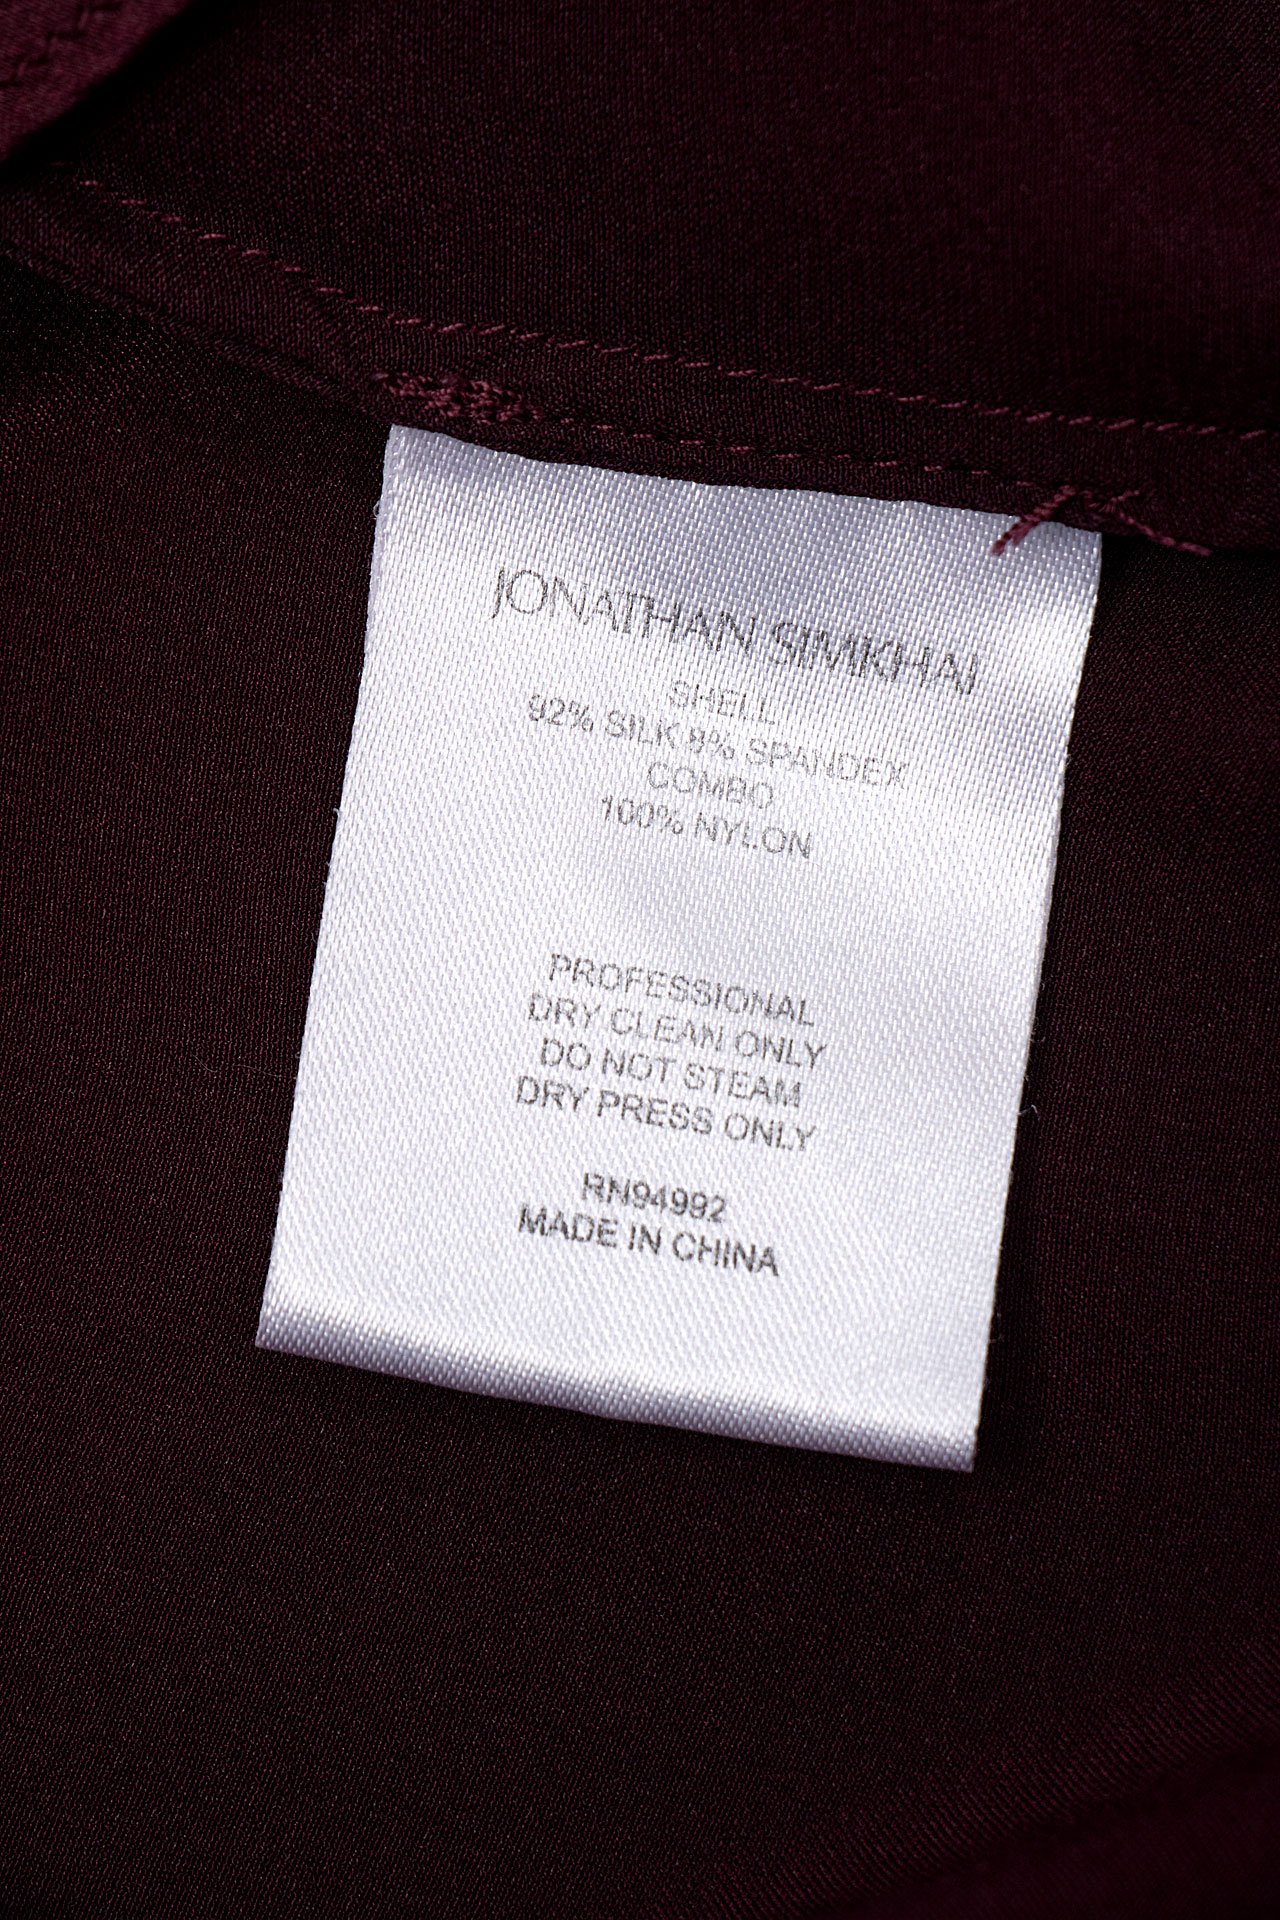 JONATHAN SIMKHAI
SHELL
92% SILK 8% SPANDEX
COMBO
100% NYLON
PROFESSIONAL
DRY CLEAN ONLY
DO NOT STEAM
DRY PRESS ONLY
RN94992
MADE IN CHINA